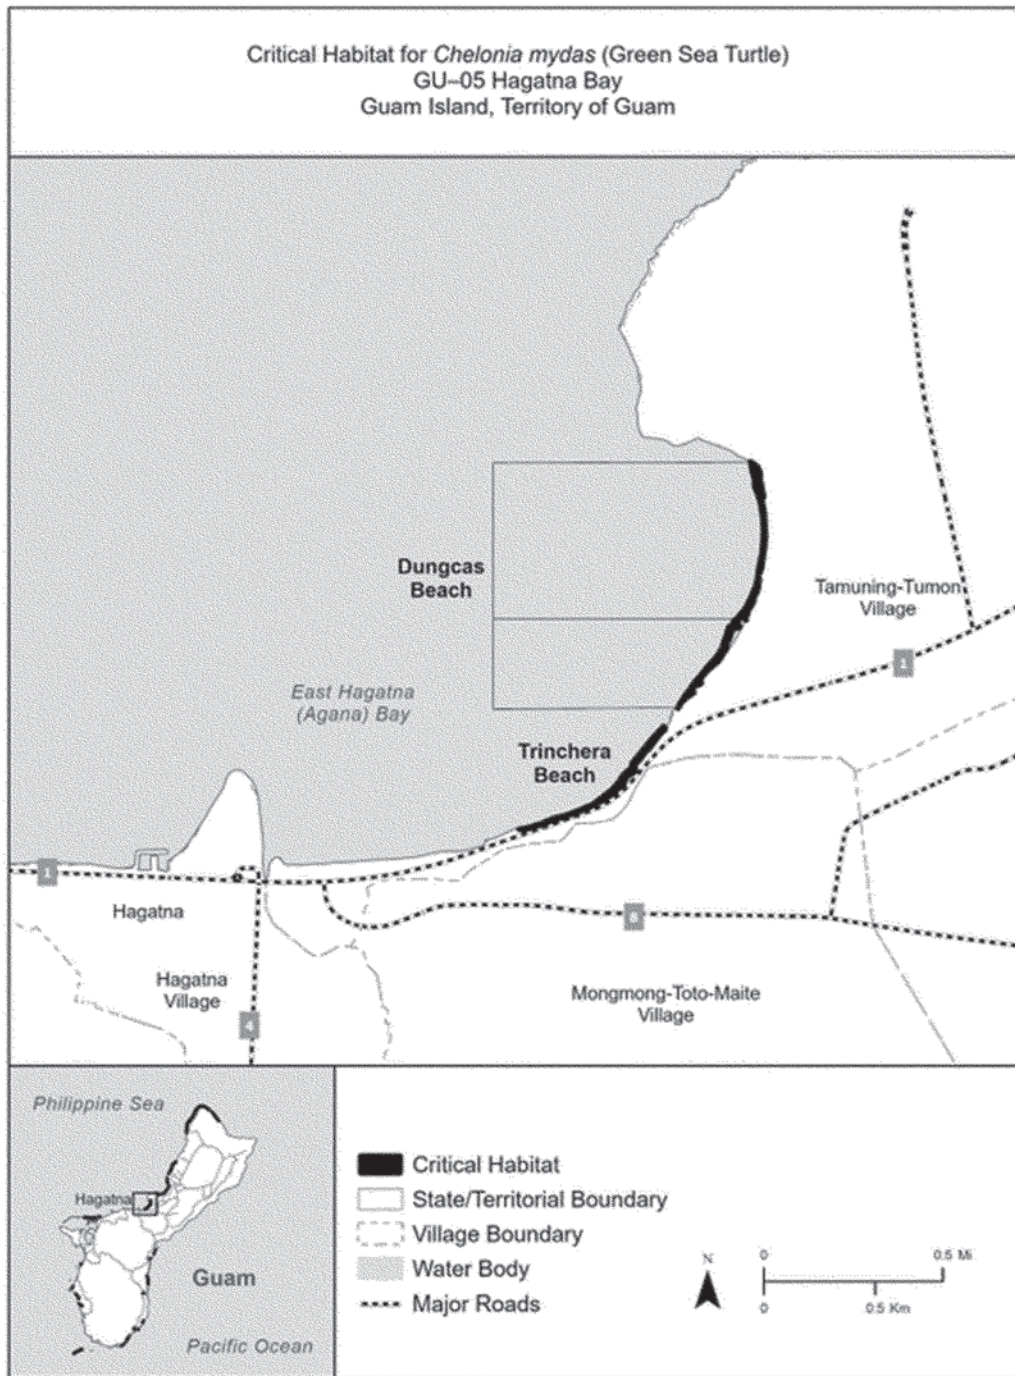 Critical Habitat for Chelonia mydas (Green Sea Turtle)
GU–05 Hagatna Bay
Guam Island, Territory of Guam
Dungcas
Beach
Tamuning-Tumon
Village
1
East Hagatna
(Agana) Bay
Trinchera
Beach
1
Hagatna
8
Hagatna
Village
4
Mongmong-Toto-Maite
Village
Philippine Sea
Hagatna
Guam
Pacific Ocean
Critical Habitat
State/Territorial Boundary
Village Boundary
Water Body
Major Roads
N
0
0.5 Mi
0
0.5 Km